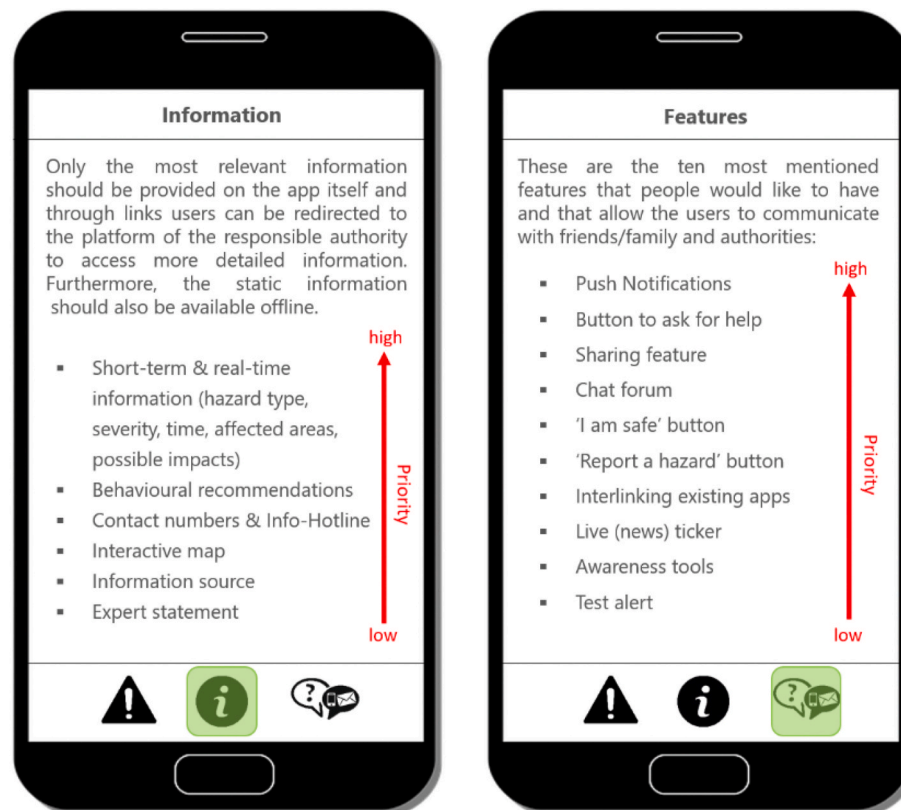 Information
Only the most relevant information
should be provided on the app itself and
through links users can be redirected to
the platform of the responsible authority
to access more detailed information.
Furthermore, the static information
should also be available offline.
high
▪ Short-term & real-time
information (hazard type,
severity, time, affected areas,
possible impacts)
▪ Behavioural recommendations
▪ Contact numbers & Info-Hotline
▪ Interactive map
▪ Information source
▪ Expert statement
Priority
low
Features
These are the ten most mentioned
features that people would like to have
and that allow the users to communicate
with friends/family and authorities:
high
▪ Push Notifications
▪ Button to ask for help
▪ Sharing feature
▪ Chat forum
▪ ‘I am safe’ button
▪ ‘Report a hazard’ button
▪ Interlinking existing apps
▪ Live (news) ticker
▪ Awareness tools
▪ Test alert
Priority
low